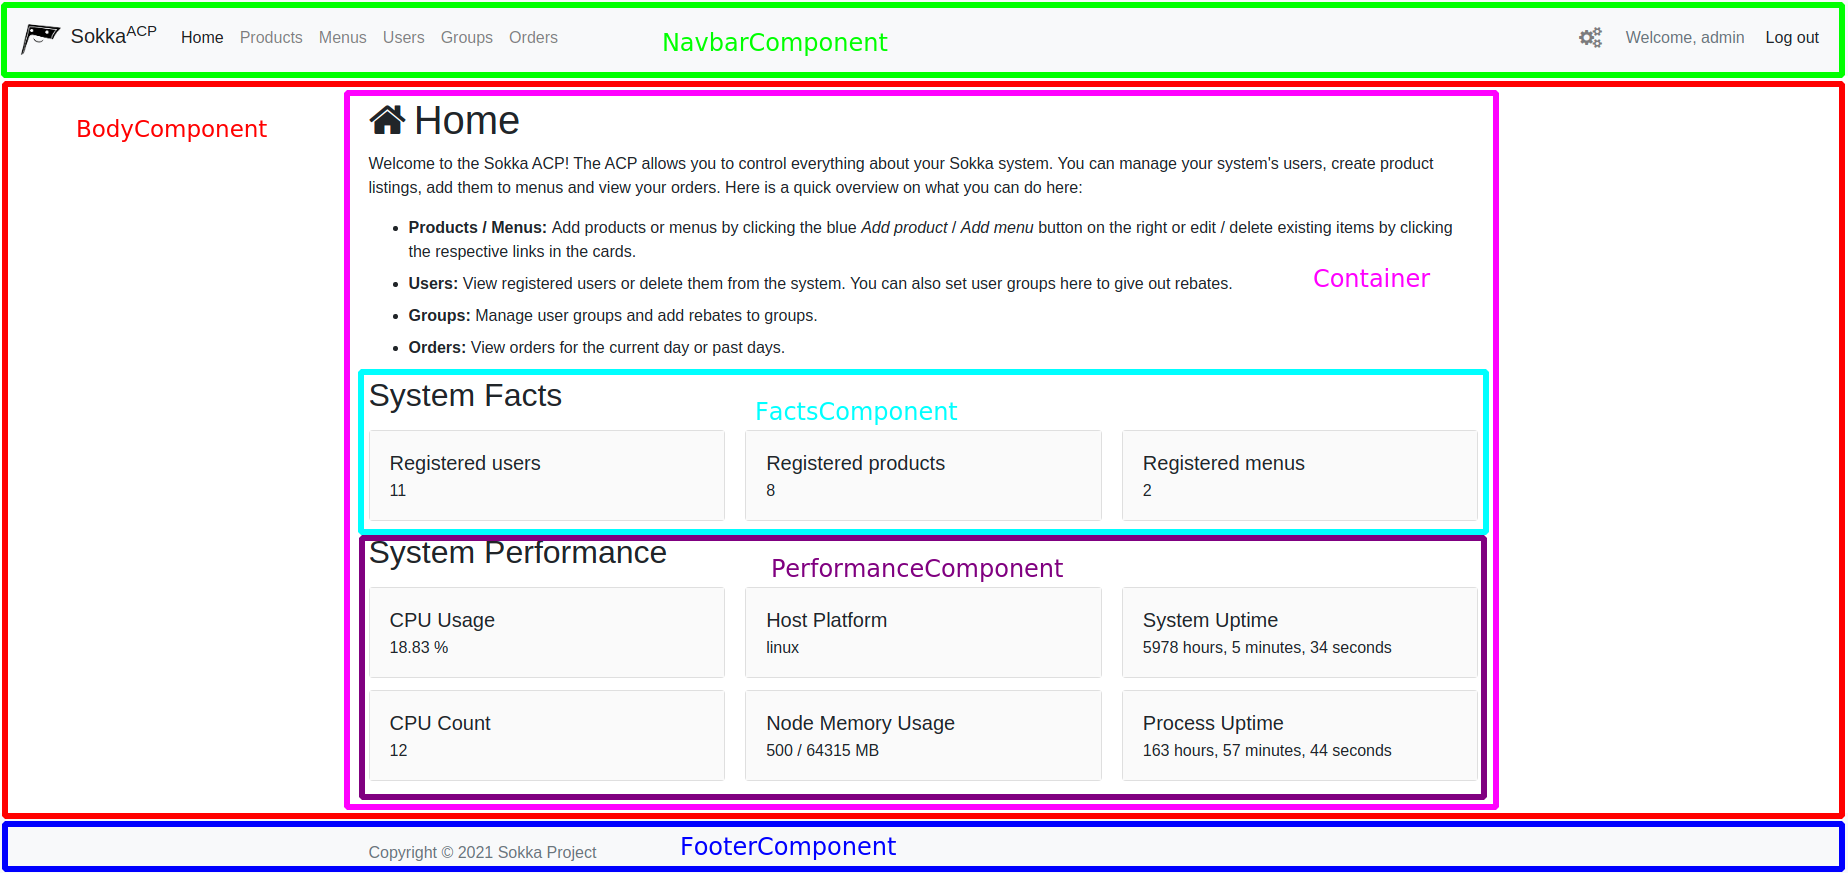 SokkaACP Home Products Menus Users Groups Orders NavbarComponent Welcome, admin Log out
BodyComponent
Home
Welcome to the Sokka ACP! The ACP allows you to control everything about your Sokka system. You can manage your system's users, create product
listings, add them to menus and view your orders. Here is a quick overview on what you can do here:
• Products / Menus: Add products or menus by clicking the blue Add product / Add menu button on the right or edit / delete existing items by clicking
the respective links in the cards.
Container
• Users: View registered users or delete them from the system. You can also set user groups here to give out rebates.
• Groups: Manage user groups and add rebates to groups.
• Orders: View orders for the current day or past days.
System Facts
FactsComponent
Registered users
11
Registered products
8
Registered menus
2
System Performance
PerformanceComponent
CPU Usage
18.83 %
Host Platform
linux
System Uptime
5978 hours, 5 minutes, 34 seconds
CPU Count
12
Node Memory Usage
500 / 64315 MB
Process Uptime
163 hours, 57 minutes, 44 seconds
Copyright © 2021 Sokka Project
FooterComponent